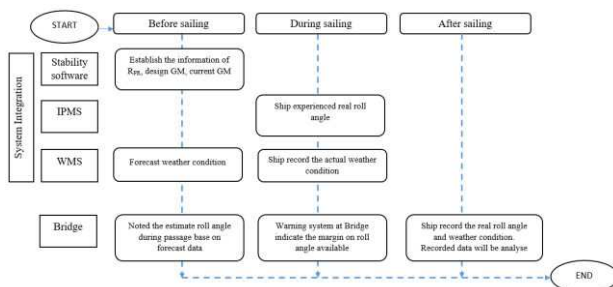 START
Before sailing
During sailing
After sailing
System Integration
Stability
software
Establish the information of
RPR, design GM, current GM
IPMS
Ship experienced real roll
angle
WMS
Forecast weather condition
Ship record the actual weather
condition
Bridge
Noted the estimate roll angle
during passage base on
forecast data
Warning system at Bridge
indicate the margin on roll
angle available
Ship record the real roll angle
and weather condition.
Recorded data will be analyse
END